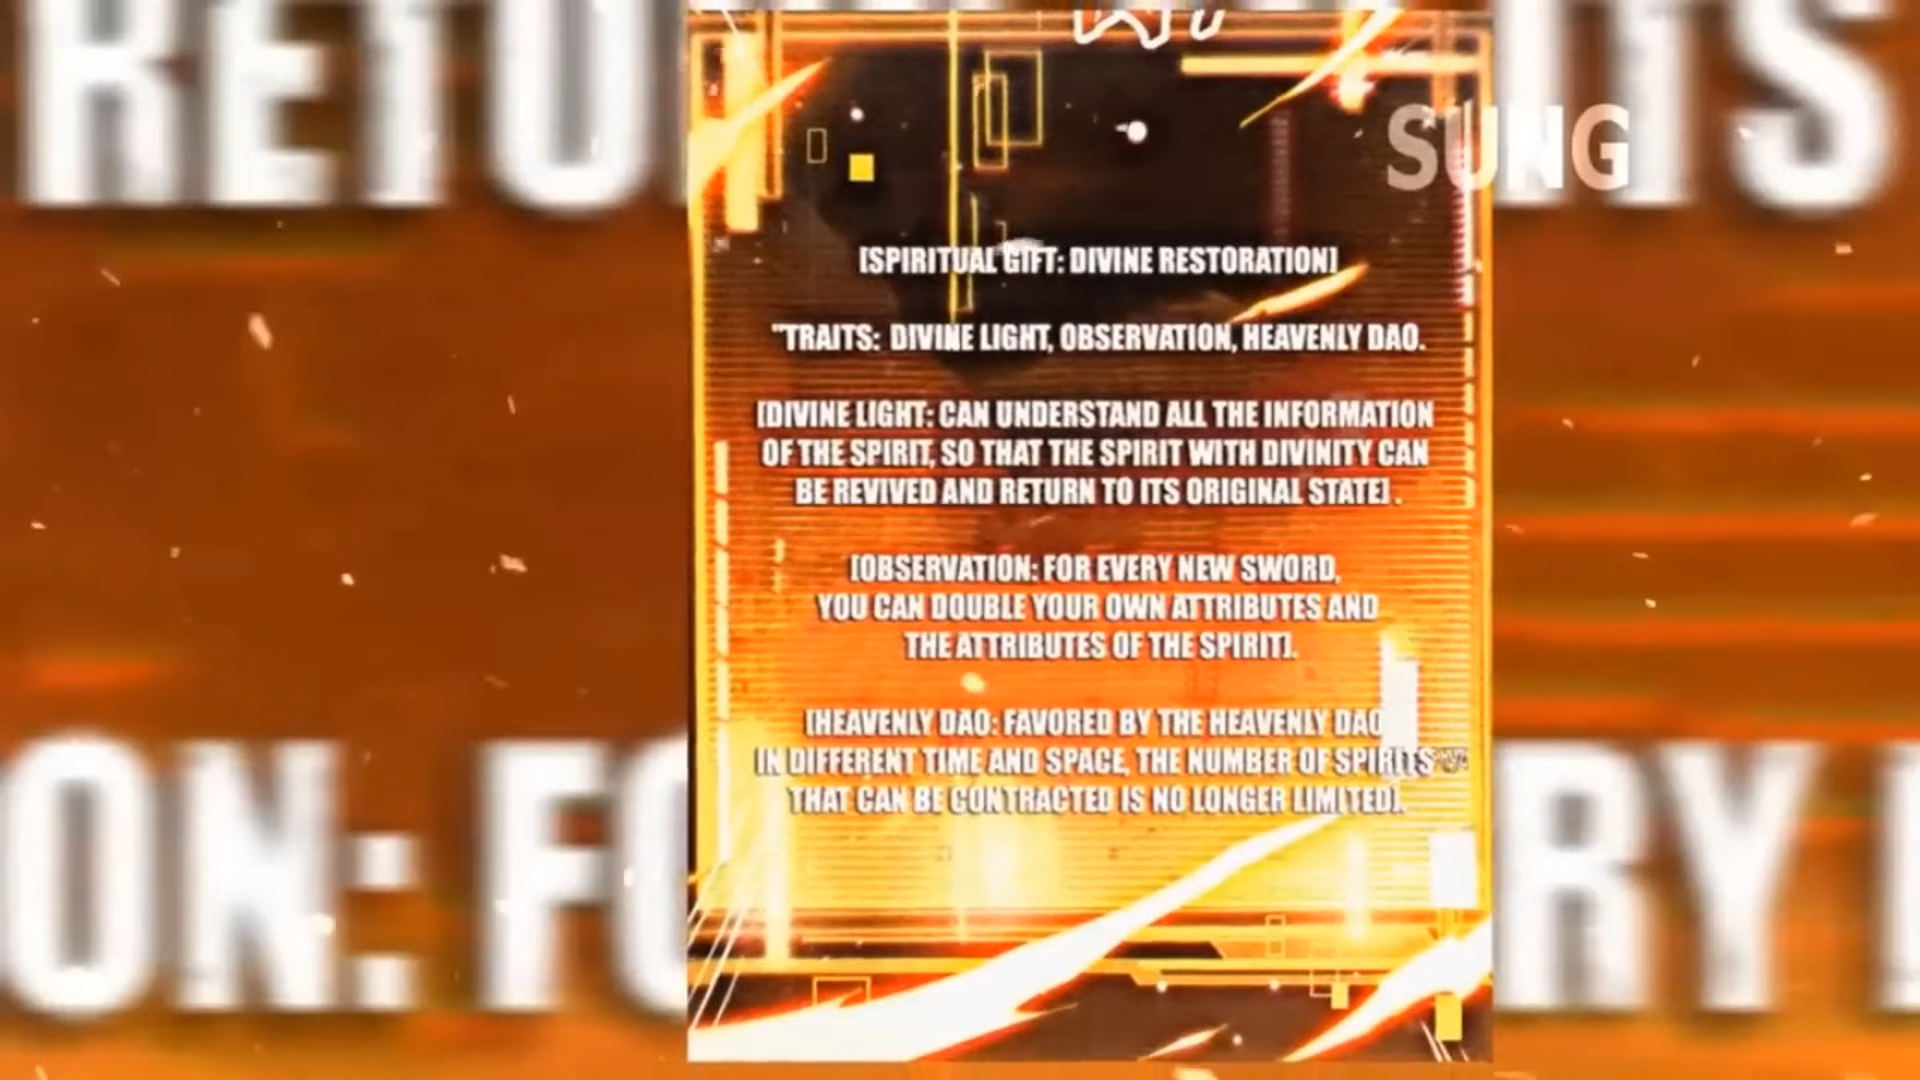 SUNG
[SPIRITUAL GIFT: DIVINE RESTORATION]
"TRAITS: DIVINE LIGHT, OBSERVATION, HEAVENLY DAO.
[DIVINE LIGHT: CAN UNDERSTAND ALL THE INFORMATION
OF THE SPIRIT, SO THAT THE SPIRIT WITH DIVINITY CAN
BE REVIVED AND RETURN TO ITS ORIGINAL STATE] .
[OBSERVATION: FOR EVERY NEW SWORD,
YOU CAN DOUBLE YOUR OWN ATTRIBUTES AND
THE ATTRIBUTES OF THE SPIRIT].
[HEAVENLY DAO: FAVORED BY THE HEAVENLY DAO
IN DIFFERENT TIME AND SPACE, THE NUMBER OF SPIRITS
THAT CAN BE CONTRACTED IS NO LONGER LIMITED].